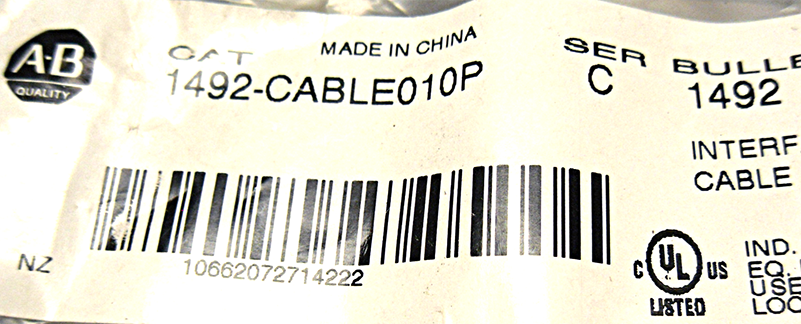 A-B
QUALITY
CAT
MADE IN CHINA
1492-CABLE010P
SER
C
BULLE
1492
INTERF
CABLE
10662072714222
NZ
C UL US
LISTED
IND.
EQ.
USE
LOC